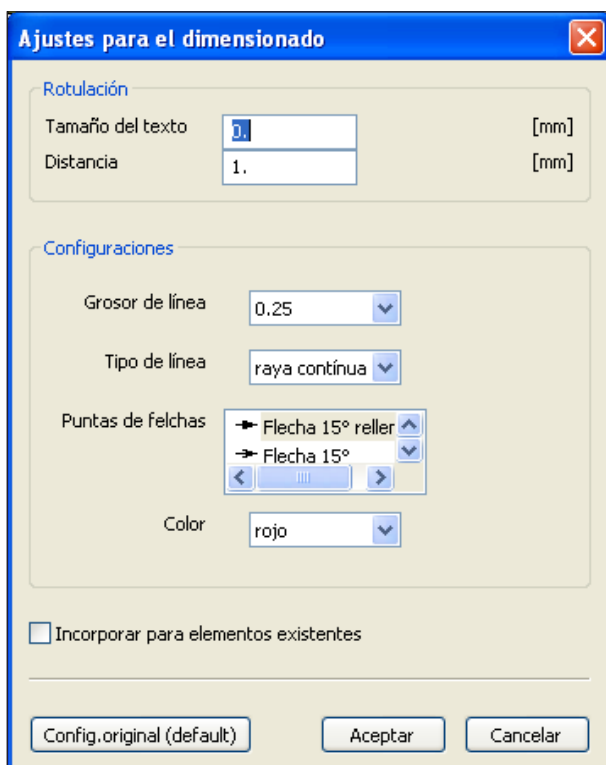 Ajustes para el dimensionado
Rotulación
Tamaño del texto 0. [mm]
Distancia 1. [mm]
Configuraciones
Grosor de línea 0.25
Tipo de línea raya contínua
Puntas de felchas Flecha 15° reller
Flecha 15°
Color rojo
Incorporar para elementos existentes
Config.original (default) Aceptar Cancelar